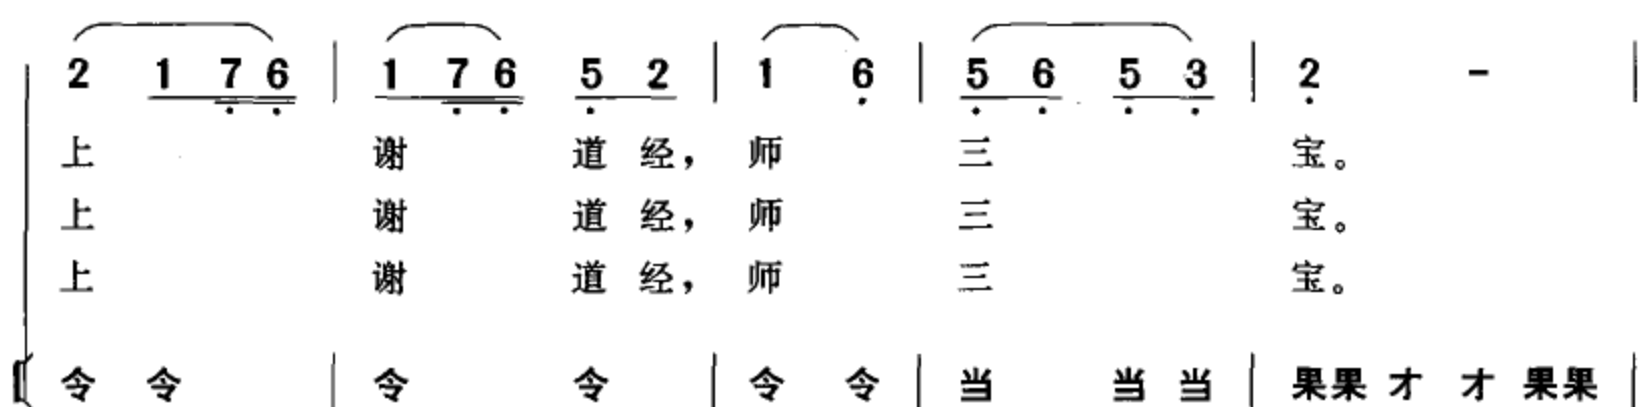 2 1 7 6 | 1 7 6 5 2 | 1 6 | 5 6 5 3 | 2 - |
上 谢 道 经，师 三 宝。
上 谢 道 经，师 三 宝。
上 谢 道 经，师 三 宝。
令 令 | 令 令 | 令 令 | 当 当 当 | 果果 才 才 果果 |